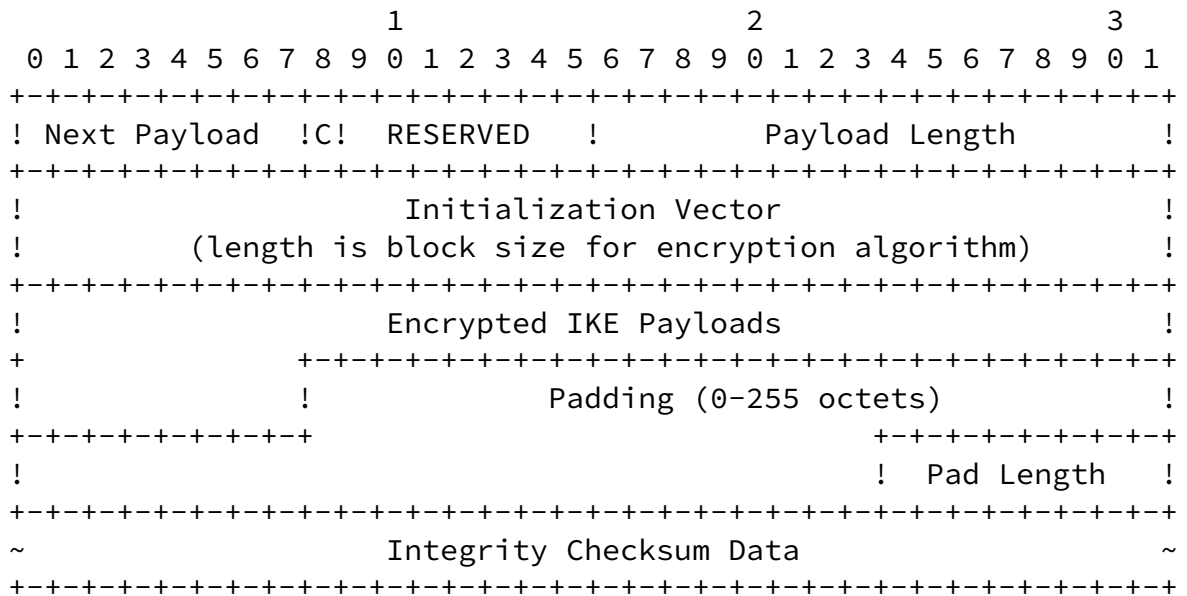 1                   2                   3
 0 1 2 3 4 5 6 7 8 9 0 1 2 3 4 5 6 7 8 9 0 1 2 3 4 5 6 7 8 9 0 1
+-+-+-+-+-+-+-+-+-+-+-+-+-+-+-+-+-+-+-+-+-+-+-+-+-+-+-+-+-+-+-+-+
! Next Payload  !C!  RESERVED   !         Payload Length        !
+-+-+-+-+-+-+-+-+-+-+-+-+-+-+-+-+-+-+-+-+-+-+-+-+-+-+-+-+-+-+-+-+
!                     Initialization Vector                     !
!         (length is block size for encryption algorithm)       !
+-+-+-+-+-+-+-+-+-+-+-+-+-+-+-+-+-+-+-+-+-+-+-+-+-+-+-+-+-+-+-+-+
!                    Encrypted IKE Payloads                     !
+               +-+-+-+-+-+-+-+-+-+-+-+-+-+-+-+-+-+-+-+-+-+-+-+-+
!               !             Padding (0-255 octets)            !
+-+-+-+-+-+-+-+-+                               +-+-+-+-+-+-+-+-+
!                                               !  Pad Length   !
+-+-+-+-+-+-+-+-+-+-+-+-+-+-+-+-+-+-+-+-+-+-+-+-+-+-+-+-+-+-+-+-+
~                    Integrity Checksum Data                    ~
+-+-+-+-+-+-+-+-+-+-+-+-+-+-+-+-+-+-+-+-+-+-+-+-+-+-+-+-+-+-+-+-+